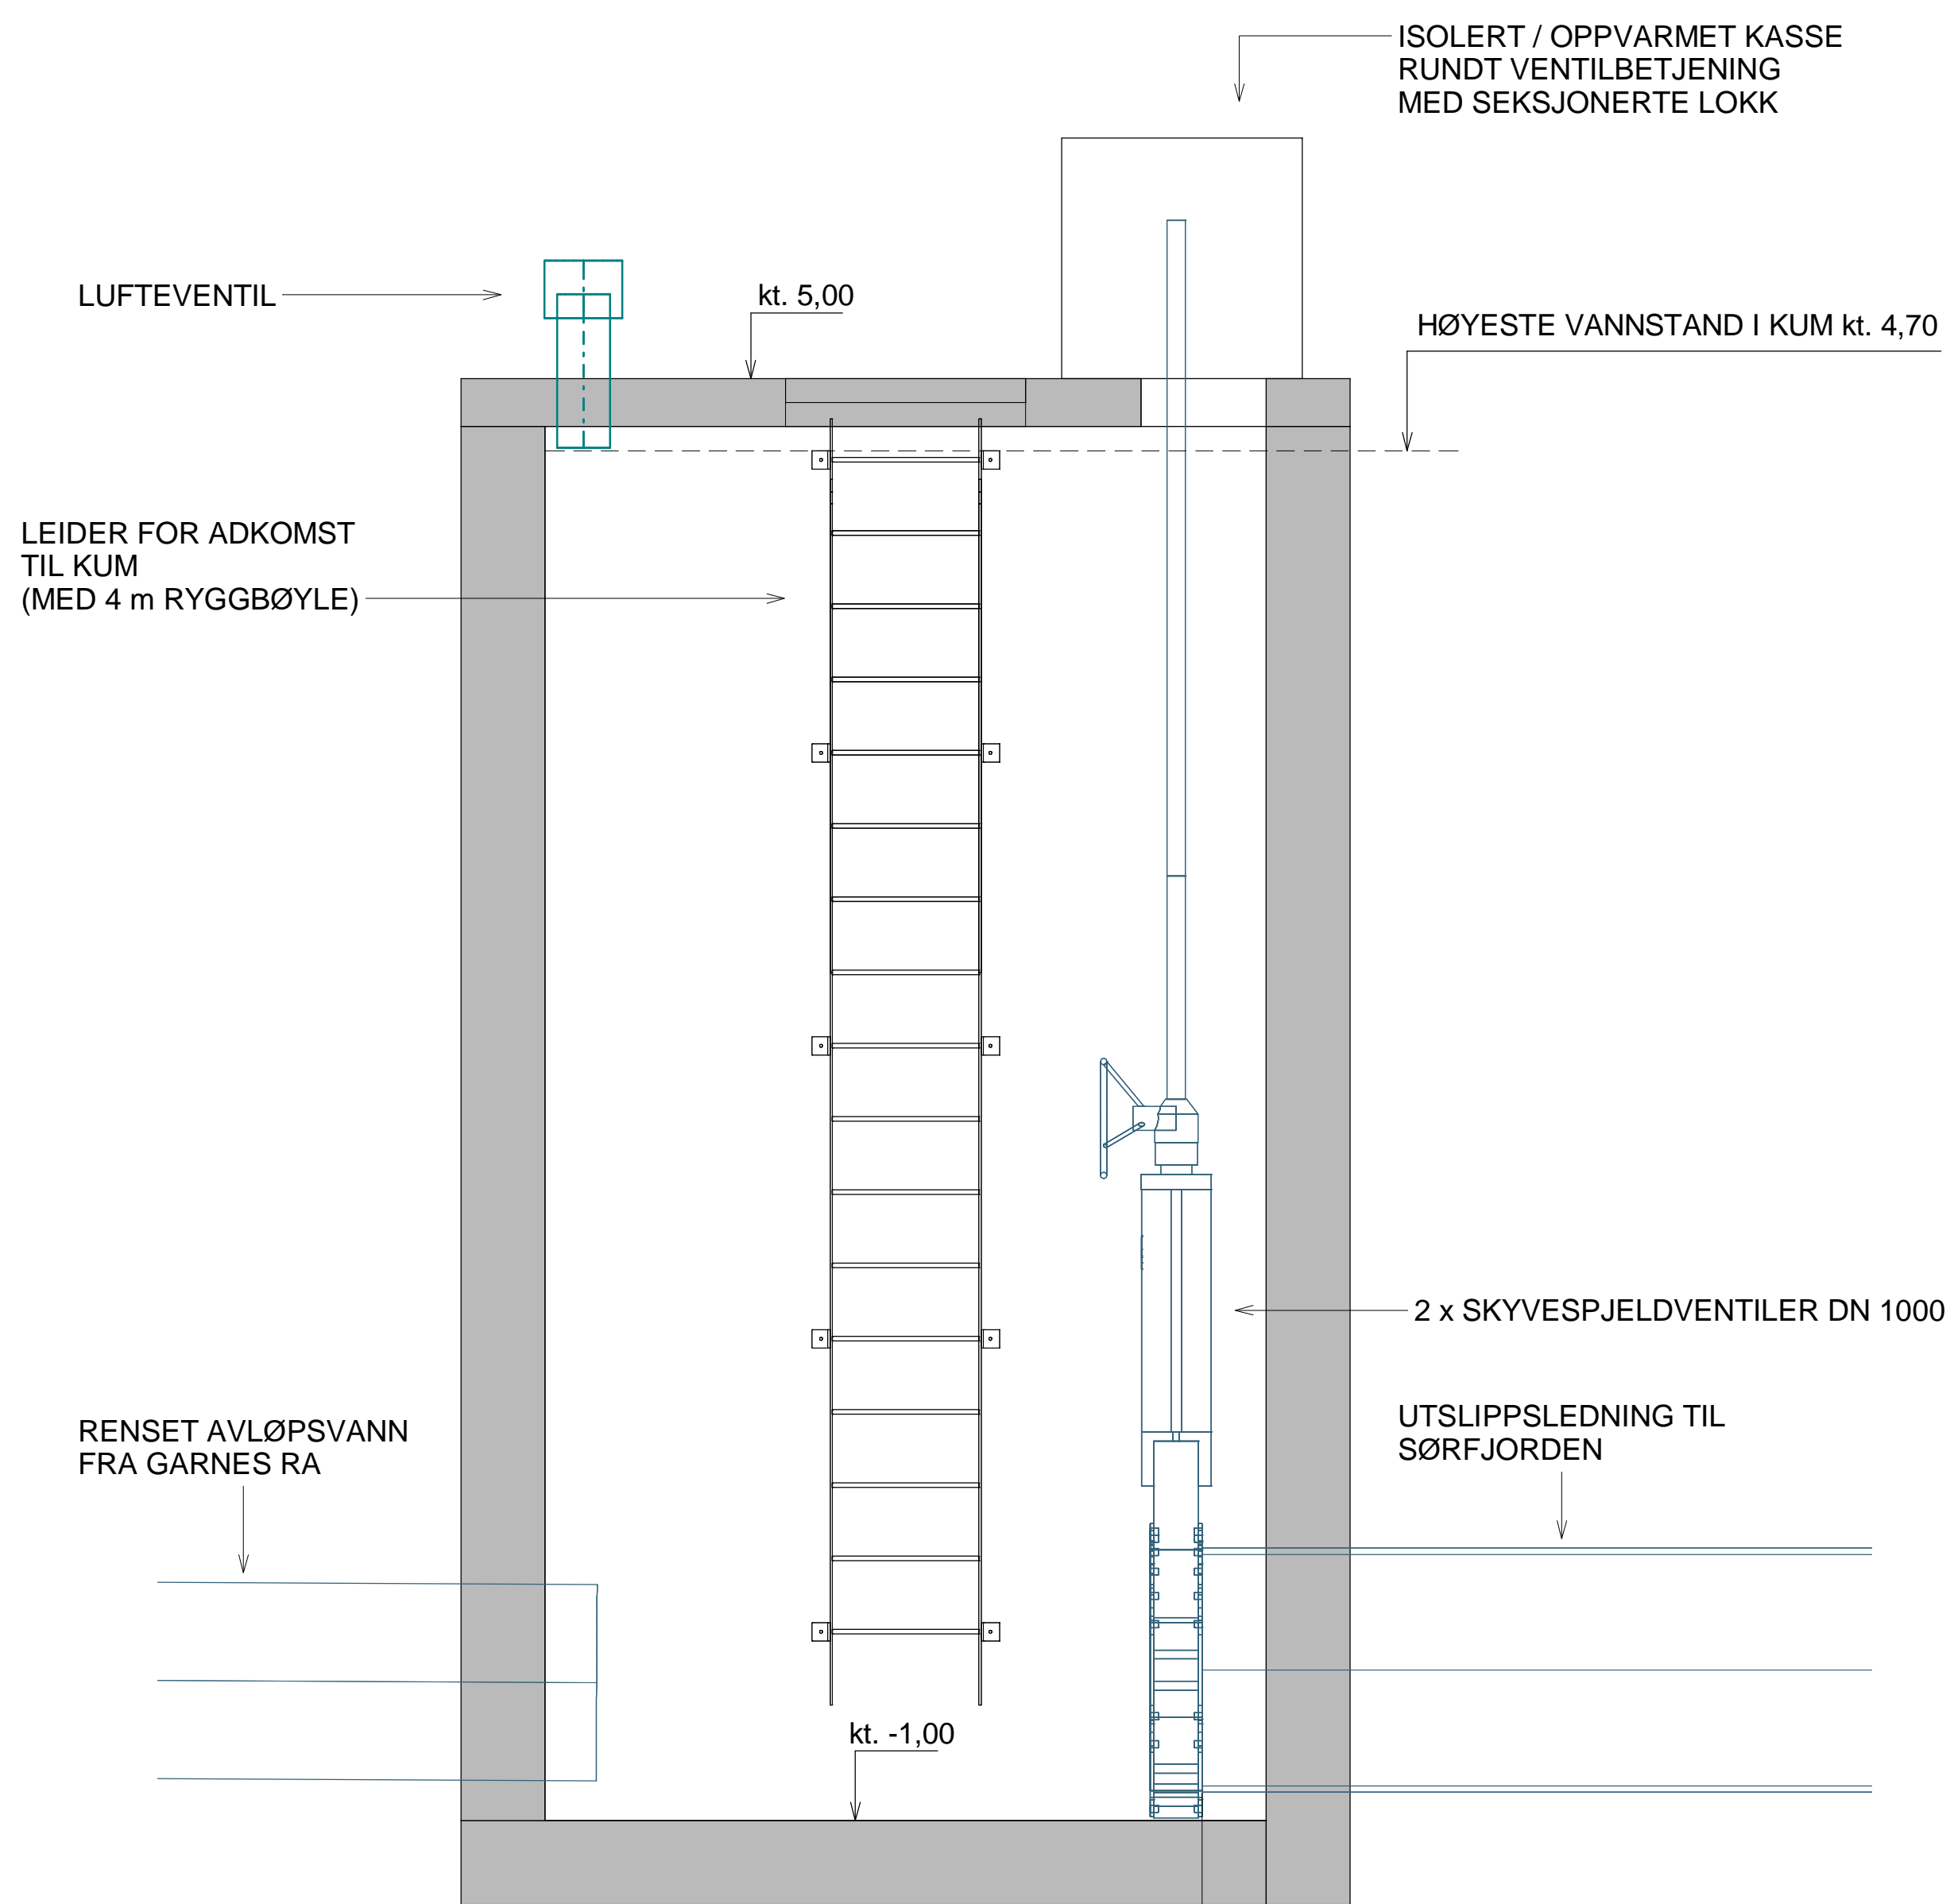 ISOLERT / OPPVARMET KASSE
RUNDT VENTILBETJENING
MED SEKSJONERTE LOKK
LUFTEVENTIL
kt. 5,00
HØYESTE VANNSTAND I KUM kt. 4,70
LEIDER FOR ADKOMST
TIL KUM
(MED 4 m RYGGBØYLE)
2 x SKYVESPJELDVENTILER DN 1000
RENSET AVLØPSVANN
FRA GARNES RA
UTSLIPPSLEDNING TIL
SØRFJORDEN
kt. -1,00